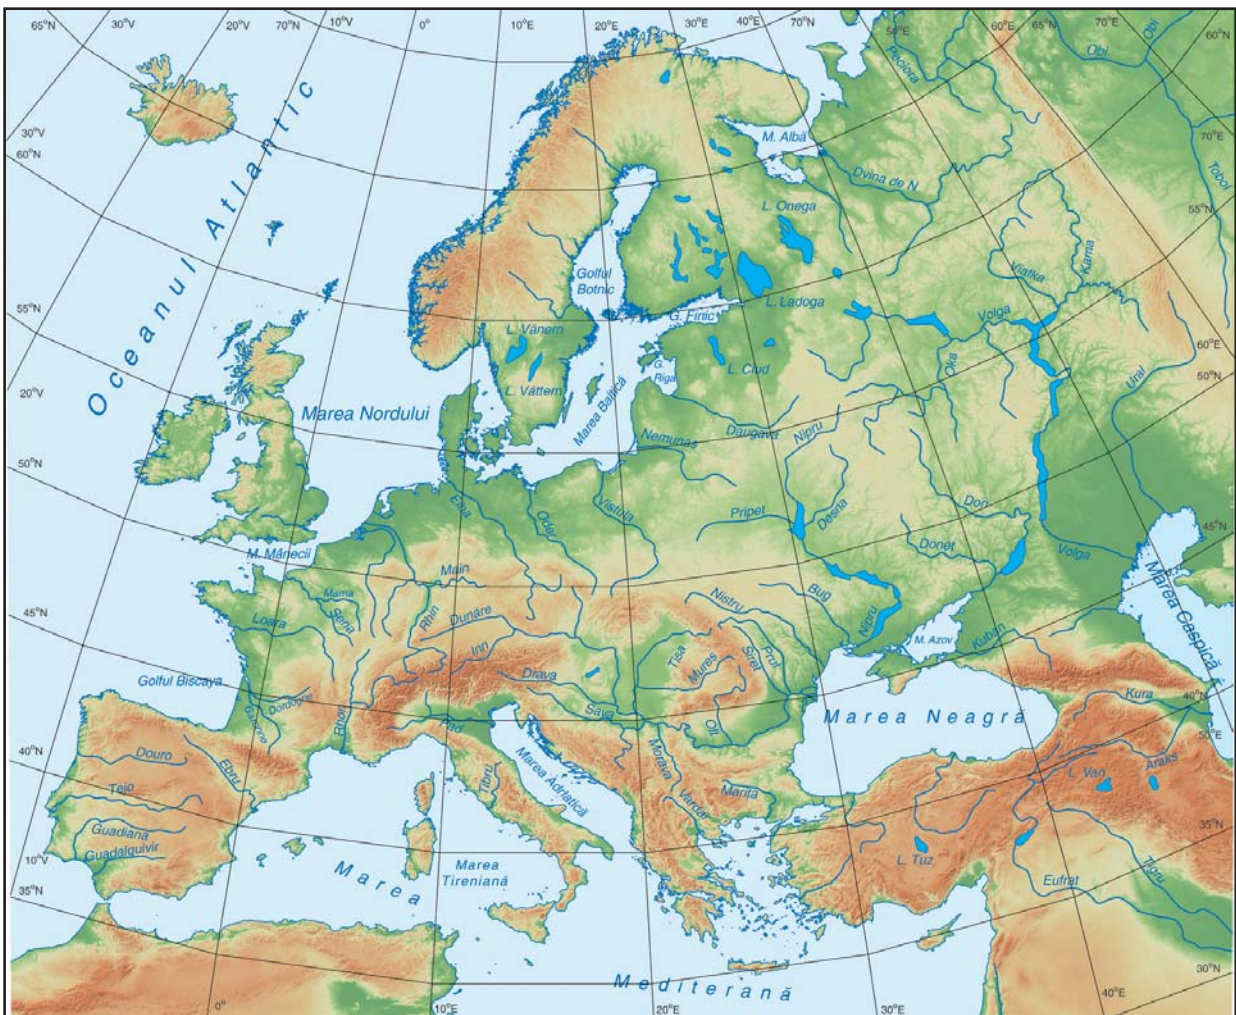 65°N
30°V
20°V
70°N
10°V
70°N
0°
10°E
20°E
30°E
40°E
70°N
50°E
60°E
65°N
70°E
60°N
Obi
Obi
Peciora
30°V
60°N
Oceanul Atlantic
M. Albă
Dvina de N
70°E
Tobol
55°N
L. Onega
Kama
Viatka
Golful
Botnic
L. Ladoga
G. Finic
Volga
55°N
L. Vänern
L. Ciud
Oka
60°E
G.
Riga
50°N
Ural
20°V
L. Vättern
Marea Nordului
Marea Baltică
Nemunas
Daugava
Nipru
50°N
Elba
Oder
Vistula
Pripet
Desna
Don
Doneț
45°N
Volga
M. Mânecii
Main
Marna
Sena
Rhin
Loara
Dunăre
Inn
Nistru
Bug
Nipru
M. Azov
Kuban
Marea Caspică
45°N
Tisa
Mureș
Siret
Prut
Golful Biscaya
Drava
Sava
Olt
Dordogne
Garonne
Rhon
Pad
Marea Neagră
Kura
40°N
50°E
40°N
Douro
Ebru
Tibru
Marea Adriatică
Morava
Vardar
Marița
L. Van
Araks
Tejo
Guadiana
Guadalquivir
10°V
35°N
Marea
Tireniană
L. Tuz
Eufrat
Tigru
35°N
Marea
Mediterană
0°
10°E
20°E
30°E
40°E
30°N